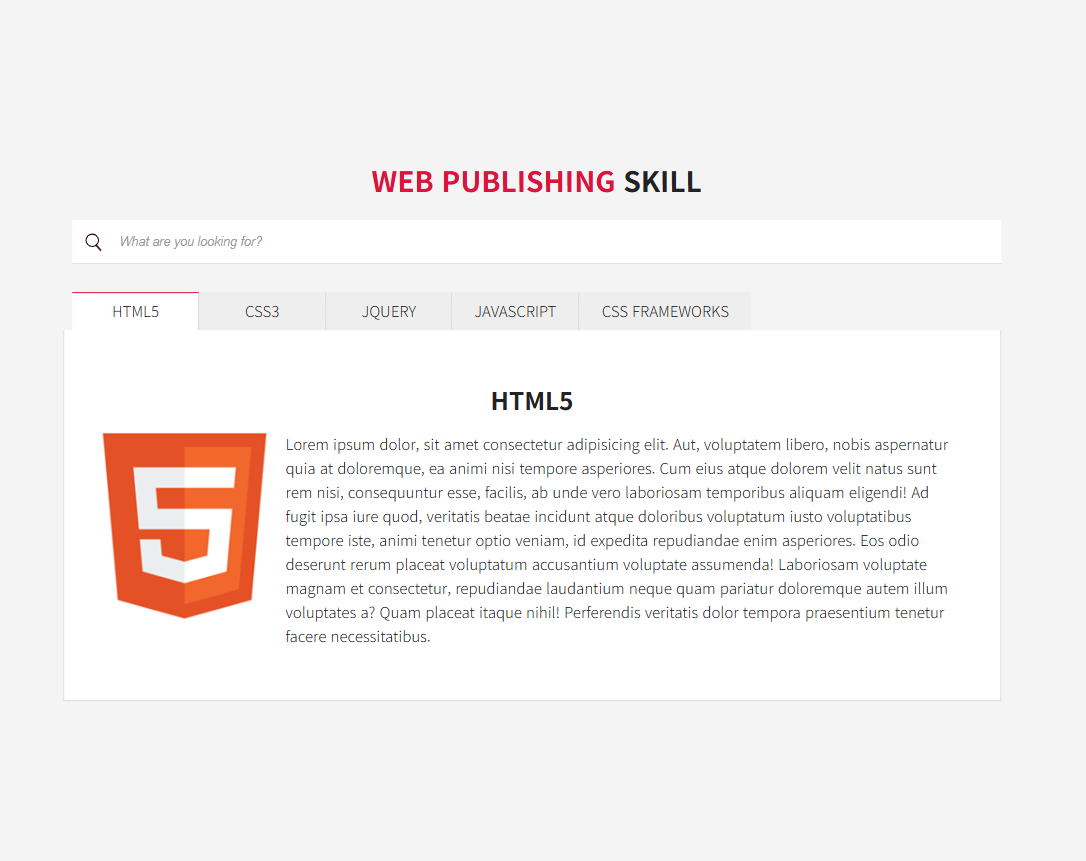 WEB PUBLISHING SKILL
What are you looking for?
HTML5 CSS3 JQUERY JAVASCRIPT CSS FRAMEWORKS
HTML5
Lorem ipsum dolor, sit amet consectetur adipisicing elit. Aut, voluptatem libero, nobis aspernatur
quia at doloremque, ea animi nisi tempore asperiores. Cum eius atque dolorem velit natus sunt
rem nisi, consequuntur esse, facilis, ab unde vero laboriosam temporibus aliquam eligendi! Ad
fugit ipsa iure quod, veritatis beatae incidunt atque doloribus voluptatum iusto voluptatibus
tempore iste, animi tenetur optio veniam, id expedita repudiandae enim asperiores. Eos odio
deserunt rerum placeat voluptatum accusantium voluptate assumenda! Laboriosam voluptate
magnam et consectetur, repudiandae laudantium neque quam pariatur doloremque autem illum
voluptates a? Quam placeat itaque nihil! Perferendis veritatis dolor tempora praesentium tenetur
facere necessitatibus.
5